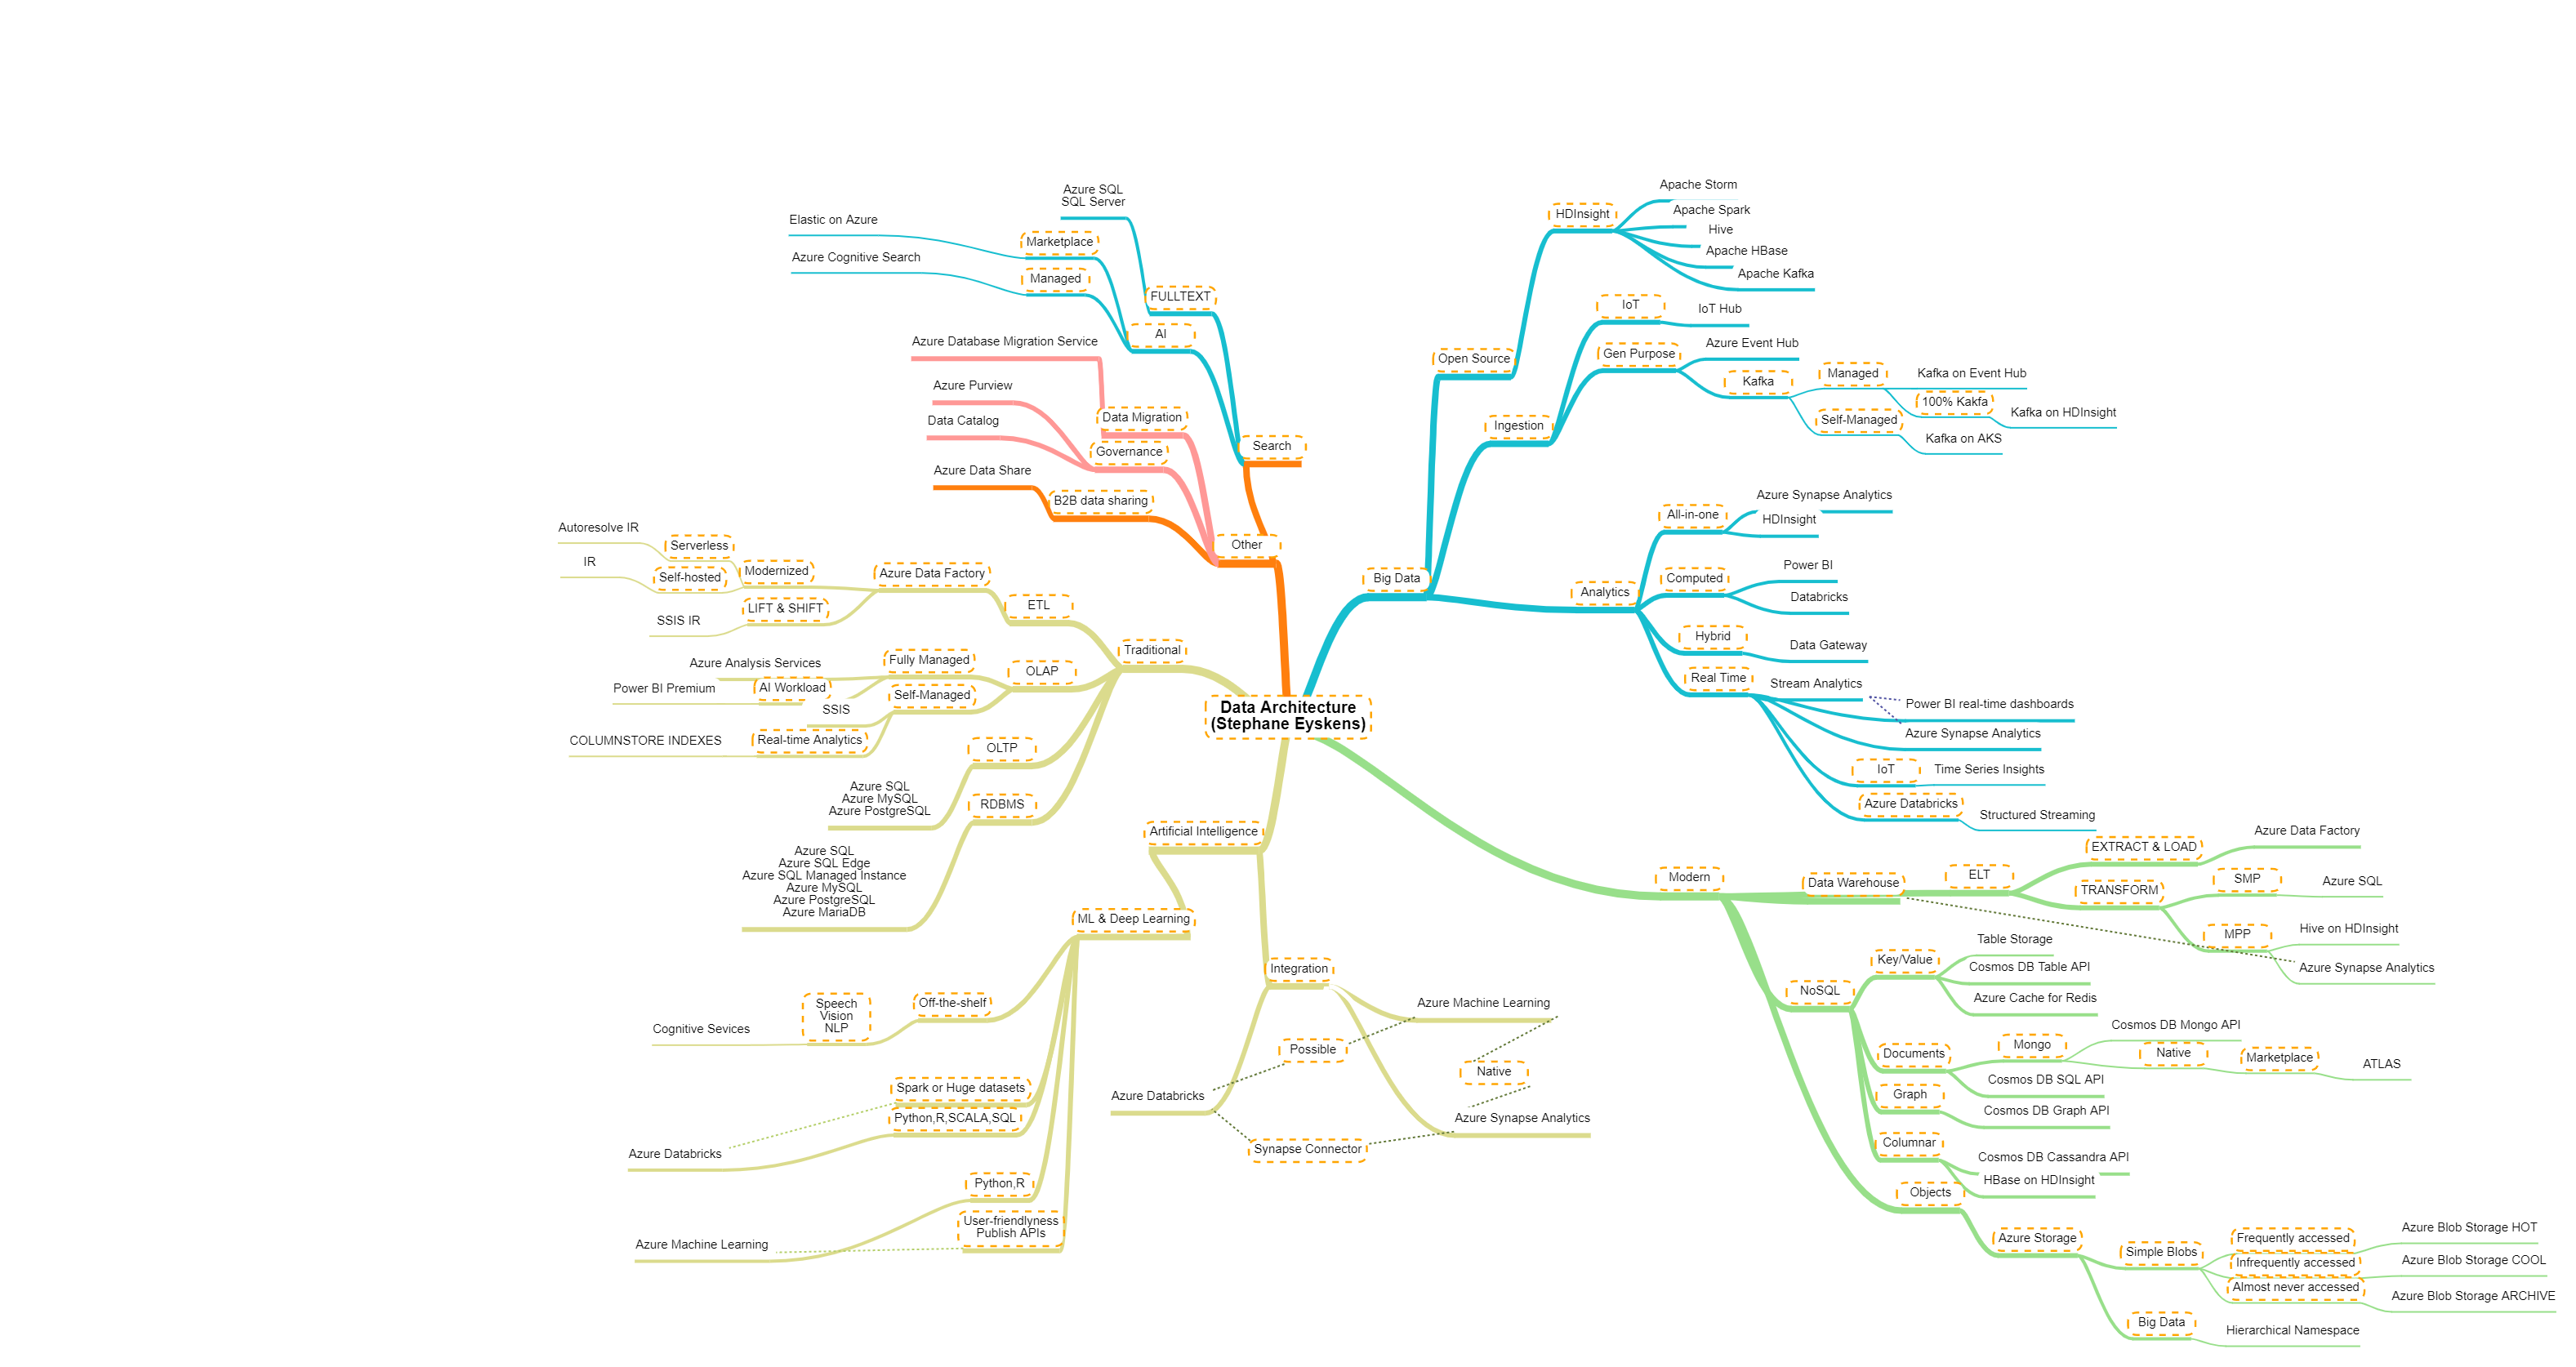 Data Architecture
(Stephane Eyskens)
Other
Search
FULLTEXT
Azure SQL
SQL Server
AI
Marketplace
Elastic on Azure
Managed
Azure Cognitive Search
Data Migration
Azure Database Migration Service
Governance
Azure Purview
Data Catalog
B2B data sharing
Azure Data Share
Traditional
ETL
Azure Data Factory
Modernized
Serverless
Autoresolve IR
Self-hosted
IR
LIFT & SHIFT
SSIS IR
OLAP
Fully Managed
Azure Analysis Services
AI Workload
Power BI Premium
Self-Managed
SSIS
Real-time Analytics
COLUMNSTORE INDEXES
OLTP
Azure SQL
Azure MySQL
Azure PostgreSQL
RDBMS
Azure SQL
Azure SQL Edge
Azure SQL Managed Instance
Azure MySQL
Azure PostgreSQL
Azure MariaDB
Artificial Intelligence
ML & Deep Learning
Off-the-shelf
Speech
Vision
NLP
Cognitive Sevices
Spark or Huge datasets
Python,R,SCALA,SQL
Azure Databricks
Python,R
User-friendlyness
Publish APIs
Azure Machine Learning
Integration
Azure Machine Learning
Possible
Native
Azure Databricks
Azure Synapse Analytics
Synapse Connector
Big Data
Open Source
HDInsight
Apache Storm
Apache Spark
Hive
Apache HBase
Apache Kafka
Ingestion
IoT
IoT Hub
Gen Purpose
Azure Event Hub
Kafka
Managed
Kafka on Event Hub
100% Kakfa
Kafka on HDInsight
Self-Managed
Kafka on AKS
Analytics
All-in-one
Azure Synapse Analytics
HDInsight
Computed
Power BI
Databricks
Hybrid
Data Gateway
Real Time
Stream Analytics
Power BI real-time dashboards
Azure Synapse Analytics
IoT
Time Series Insights
Azure Databricks
Structured Streaming
Modern
Data Warehouse
ELT
EXTRACT & LOAD
Azure Data Factory
TRANSFORM
SMP
Azure SQL
MPP
Hive on HDInsight
Azure Synapse Analytics
NoSQL
Key/Value
Table Storage
Cosmos DB Table API
Azure Cache for Redis
Documents
Mongo
Cosmos DB Mongo API
Native
Marketplace
ATLAS
Cosmos DB SQL API
Graph
Cosmos DB Graph API
Columnar
Cosmos DB Cassandra API
HBase on HDInsight
Objects
Azure Storage
Simple Blobs
Frequently accessed
Azure Blob Storage HOT
Infrequently accessed
Azure Blob Storage COOL
Almost never accessed
Azure Blob Storage ARCHIVE
Big Data
Hierarchical Namespace